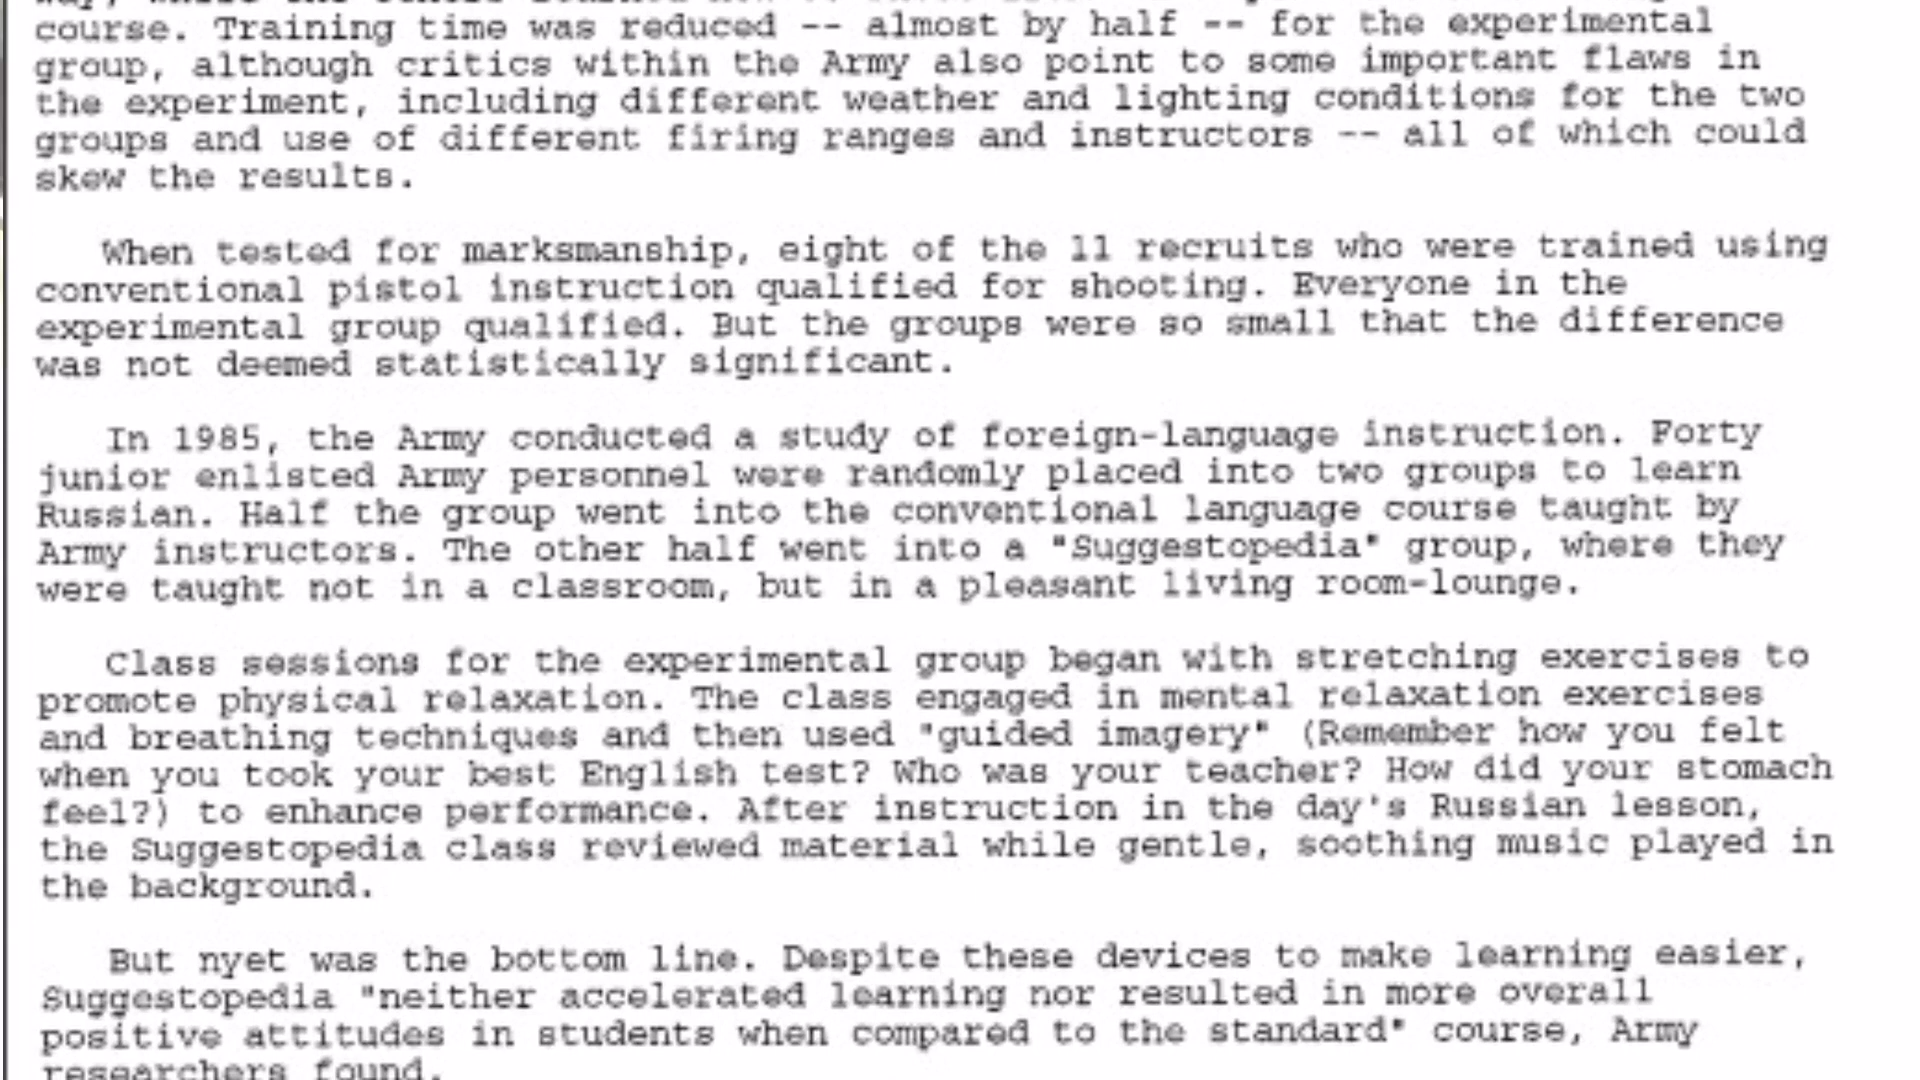 course. Training time was reduced -- almost by half -- for the experimental
group, although critics within the Army also point to some important flaws in
the experiment, including different weather and lighting conditions for the two
groups and use of different firing ranges and instructors -- all of which could
skew the results.
When tested for marksmanship, eight of the 11 recruits who were trained using
conventional pistol instruction qualified for shooting. Everyone in the
experimental group qualified. But the groups were so small that the difference
was not deemed statistically significant.
In 1985, the Army conducted a study of foreign-language instruction. Forty
junior enlisted Army personnel were randomly placed into two groups to learn
Russian. Half the group went into the conventional language course taught by
Army instructors. The other half went into a "Suggestopedia" group, where they
were taught not in a classroom, but in a pleasant living room-lounge.
Class sessions for the experimental group began with stretching exercises to
promote physical relaxation. The class engaged in mental relaxation exercises
and breathing techniques and then used "guided imagery" (Remember how you felt
when you took your best English test? Who was your teacher? How did your stomach
feel?) to enhance performance. After instruction in the day's Russian lesson,
the Suggestopedia class reviewed material while gentle, soothing music played in
the background.
But nyet was the bottom line. Despite these devices to make learning easier,
Suggestopedia "neither accelerated learning nor resulted in more overall
positive attitudes in students when compared to the standard" course, Army
researchers found.